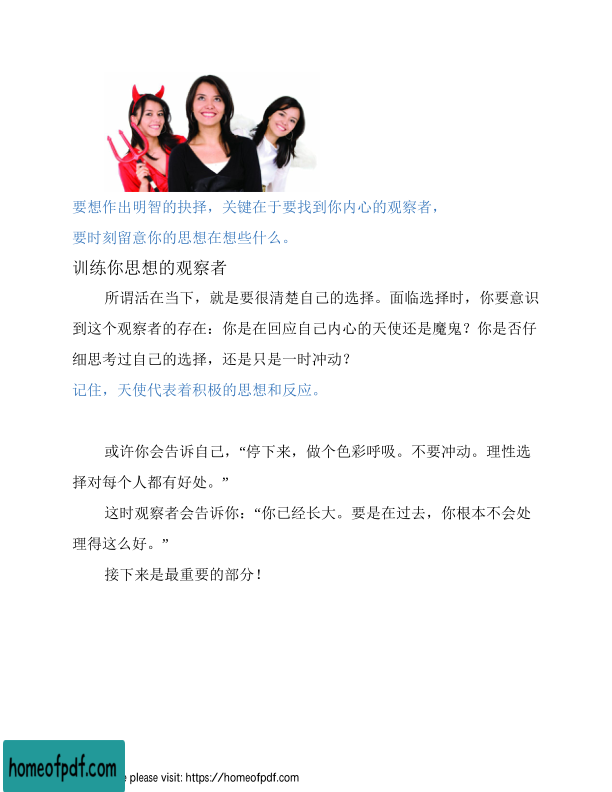 要想作出明智的抉择，关键在于要找到你内心的观察者，
要时刻留意你的思想在想些什么。
训练你思想的观察者
所谓活在当下，就是要很清楚自己的选择。面临选择时，你要意识
到这个观察者的存在：你是在回应自己内心的天使还是魔鬼？你是否仔
细思考过自己的选择，还是只是一时冲动？
记住，天使代表着积极的思想和反应。
或许你会告诉自己，“停下来，做个色彩呼吸。不要冲动。理性选
择对每个人都有好处。”
这时观察者会告诉你：“你已经长大。要是在过去，你根本不会处
理得这么好。”
接下来是最重要的部分！
homeofpdf.com
please visit: https://homeofpdf.com